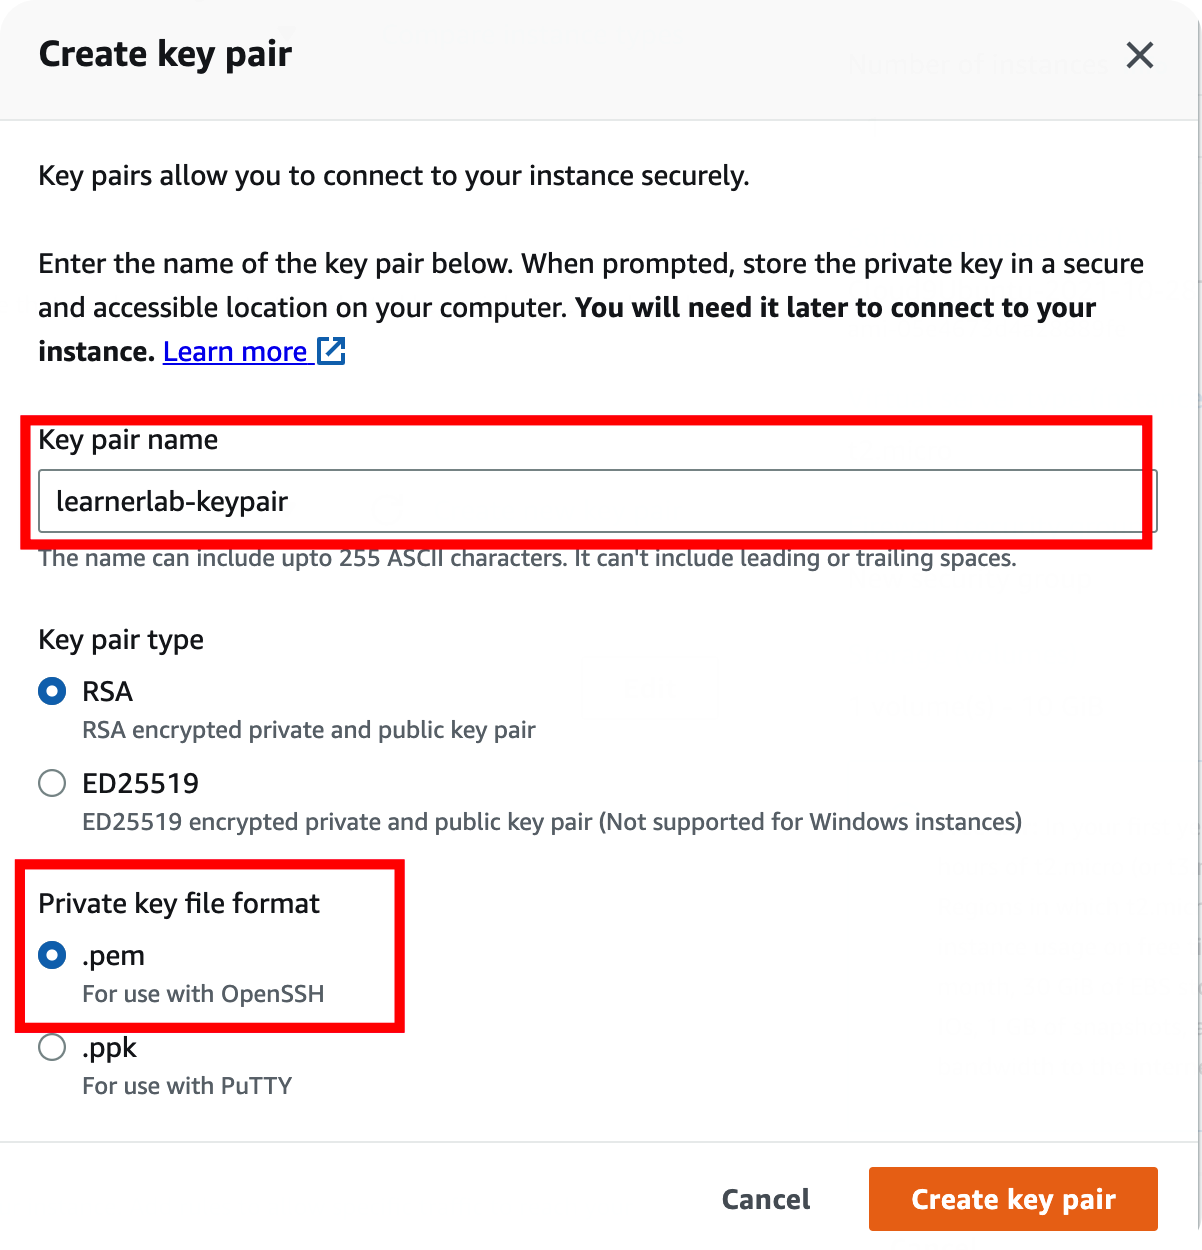 Create key pair
Number of instances
Key pairs allow you to connect to your instance securely.
Enter the name of the key pair below. When prompted, store the private key in a secure
and accessible location on your computer. You will need it later to connect to your
instance. Learn more
Key pair name
learnerlab-keypair
The name can include upto 255 ASCII characters. It can't include leading or trailing spaces.
Key pair type
RSA
RSA encrypted private and public key pair
ED25519
ED25519 encrypted private and public key pair (Not supported for Windows instances)
Private key file format
.pem
For use with OpenSSH
.ppk
For use with PuTTY
Cancel
Create key pair